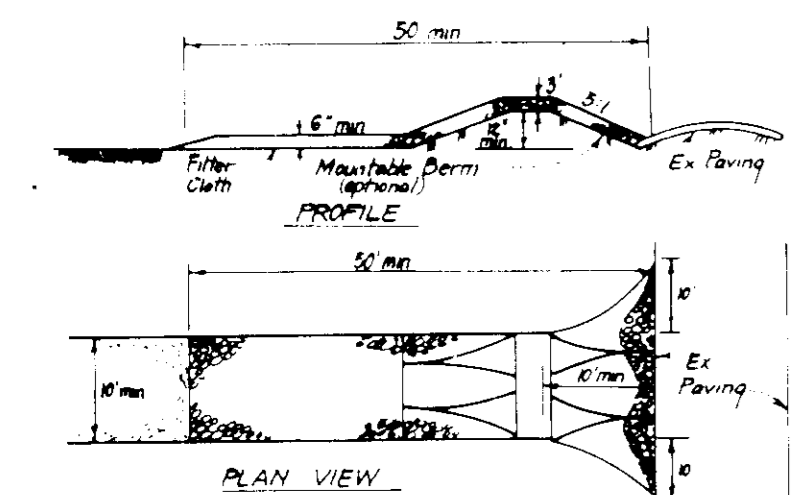 50 min
3'
5:1
6" min
12" min
Filter
Cloth
Mountable Berm
(optional)
Ex Paving
PROFILE
50' min
10'
10' min
10' min
Ex
Paving
10
PLAN VIEW